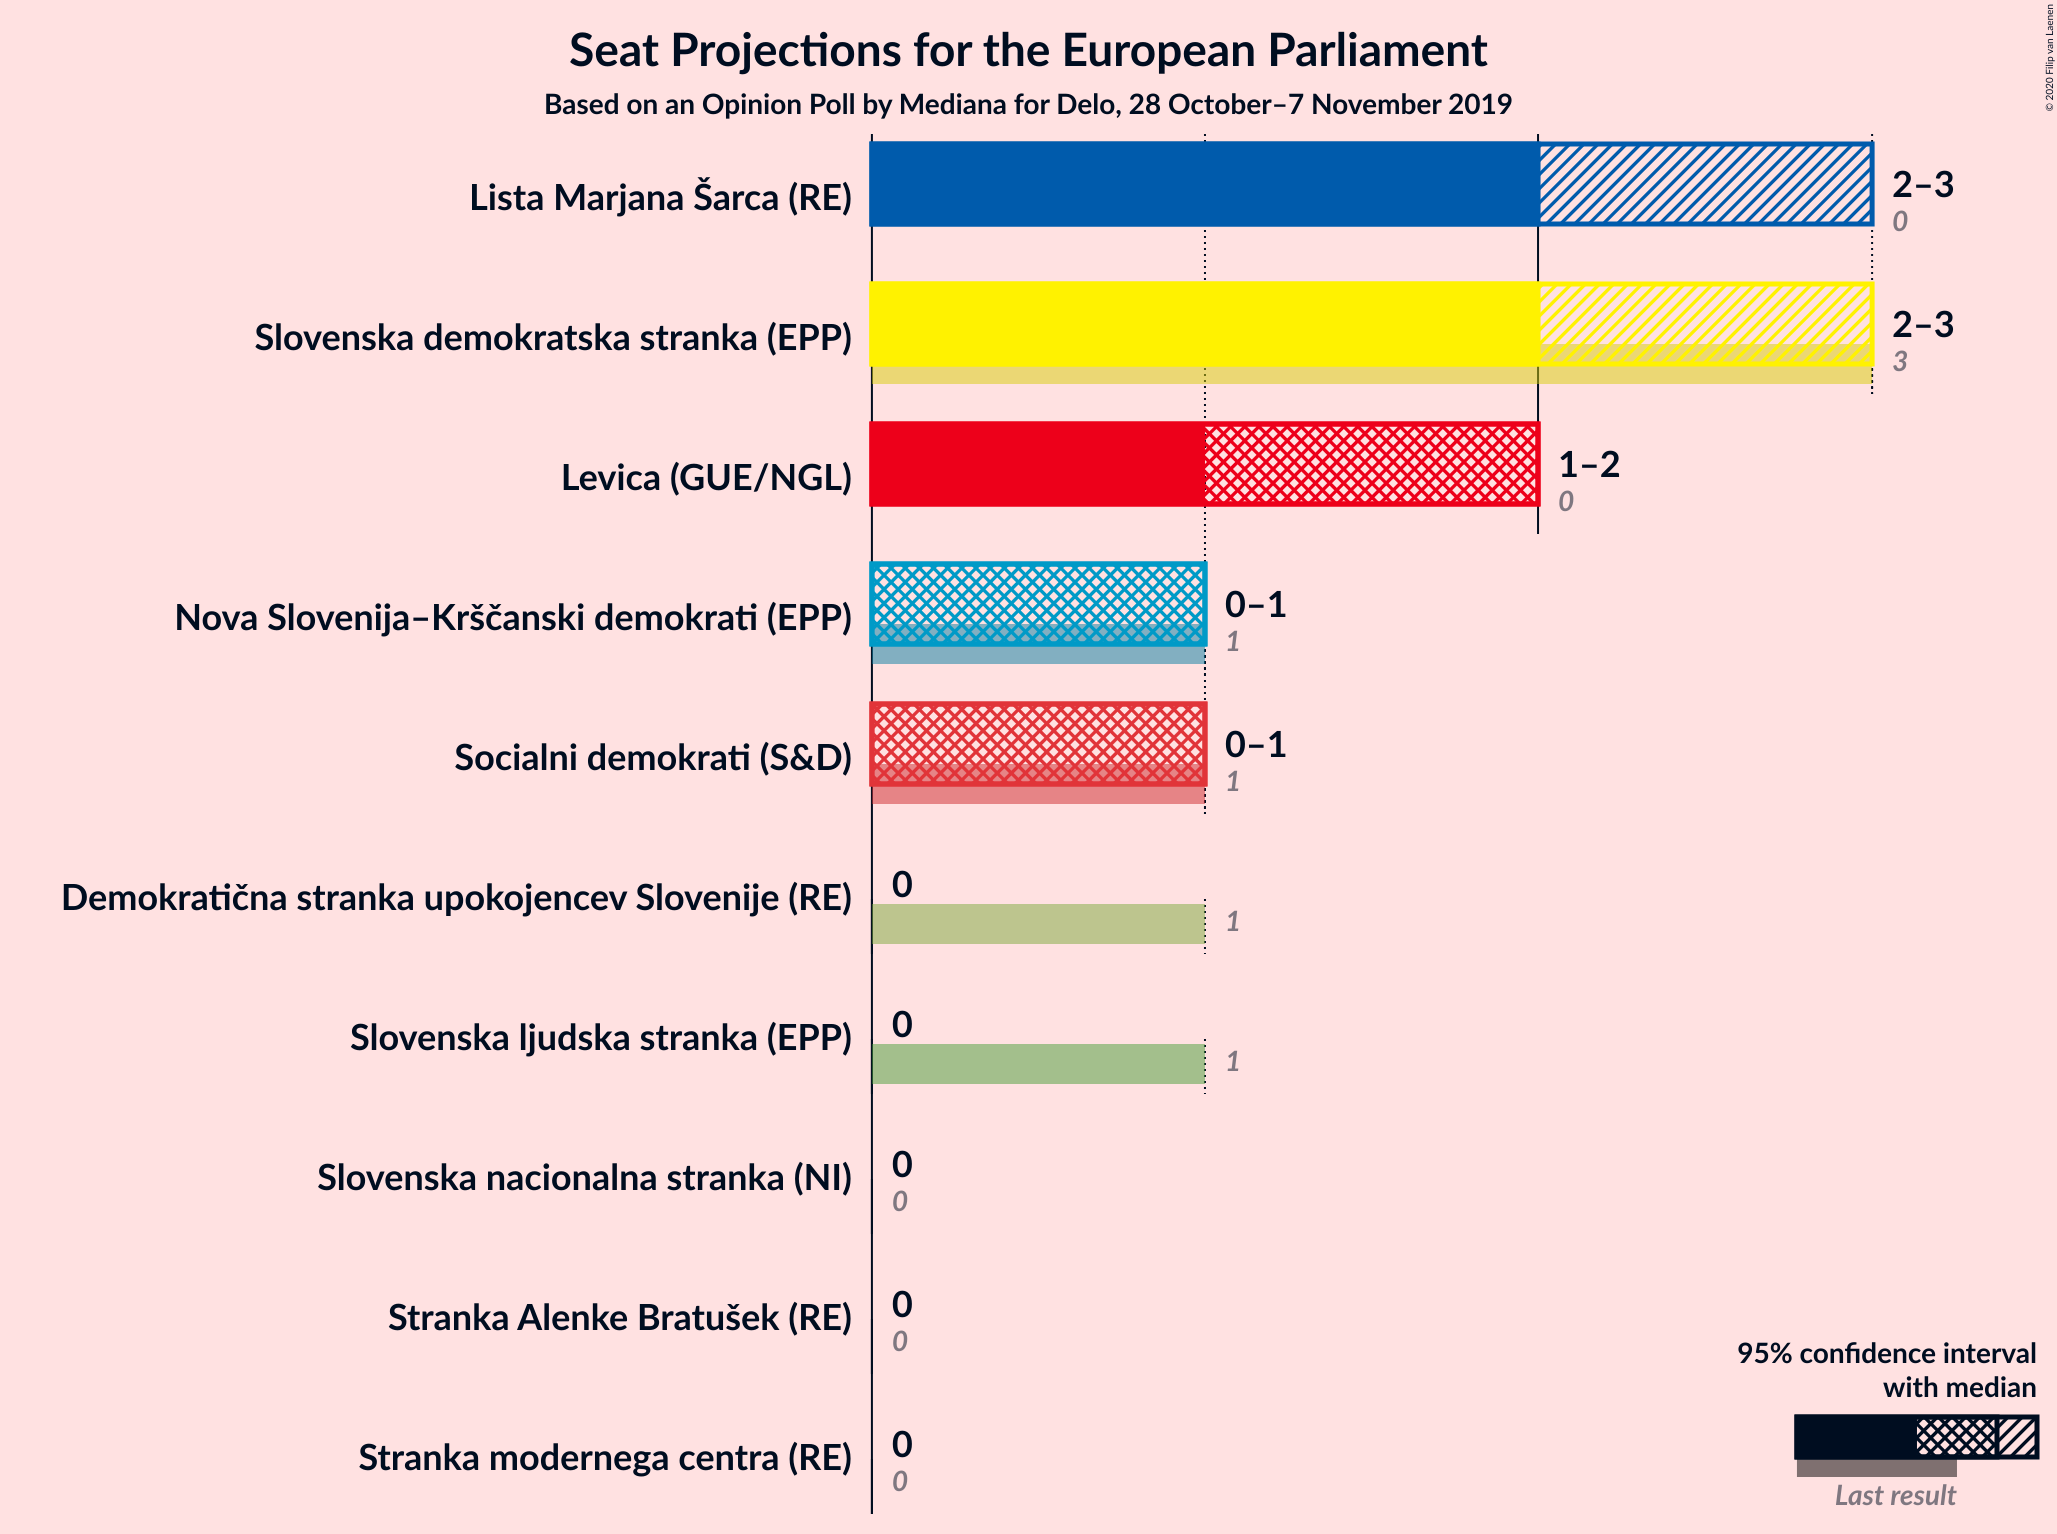 Seat Projections for the European Parliament
Based on an Opinion Poll by Mediana for Delo, 28 October–7 November 2019
© 2020 Filip van Laenen
Lista Marjana Šarca (RE)
2–3
0
Slovenska demokratska stranka (EPP)
2–3
3
Levica (GUE/NGL)
1–2
0
Nova Slovenija–Krščanski demokrati (EPP)
0–1
1
Socialni demokrati (S&D)
0–1
1
Demokratična stranka upokojencev Slovenije (RE)
0
1
Slovenska ljudska stranka (EPP)
0
1
Slovenska nacionalna stranka (NI)
0
0
Stranka Alenke Bratušek (RE)
0
0
Stranka modernega centra (RE)
0
0
95% confidence interval
with median
Last result